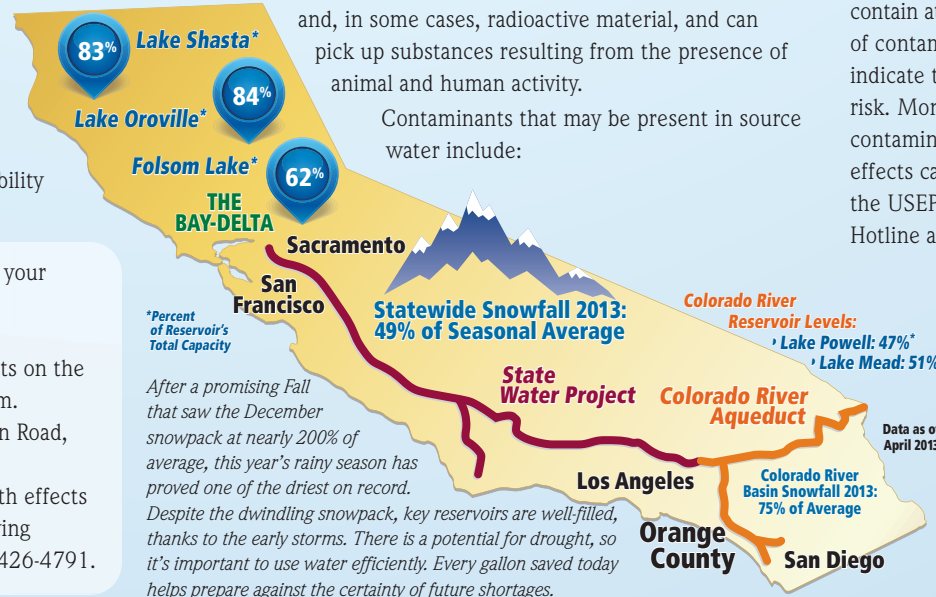 and, in some cases, radioactive material, and can
pick up substances resulting from the presence of
animal and human activity.
Contaminants that may be present in source
water include:
83%
Lake Shasta*
84%
Lake Oroville*
Folsom Lake*
62%
THE
BAY-DELTA
Sacramento
San
Francisco
*Percent
of Reservoir's
Total Capacity
Statewide Snowfall 2013:
49% of Seasonal Average
Colorado River
Reservoir Levels:
Lake Powell: 47%*
Lake Mead: 51%
State
Water Project
Colorado River
Aqueduct
Data as o
April 2013
Los Angeles
Colorado River
Basin Snowfall 2013:
75% of Average
Orange
County
San Diego
After a promising Fall
that saw the December
snowpack at nearly 200% of
average, this year's rainy season has
proved one of the driest on record.
Despite the dwindling snowpack, key reservoirs are well-filled,
thanks to the early storms. There is a potential for drought, so
it's important to use water efficiently. Every gallon saved today
helps prepare against the certainty of future shortages.
bility
your
ts on the
m.
n Road,
th effects
ing
426-4791.
contain a
of contam
indicate t
risk. Mor
contamin
effects ca
the USEP
Hotline a